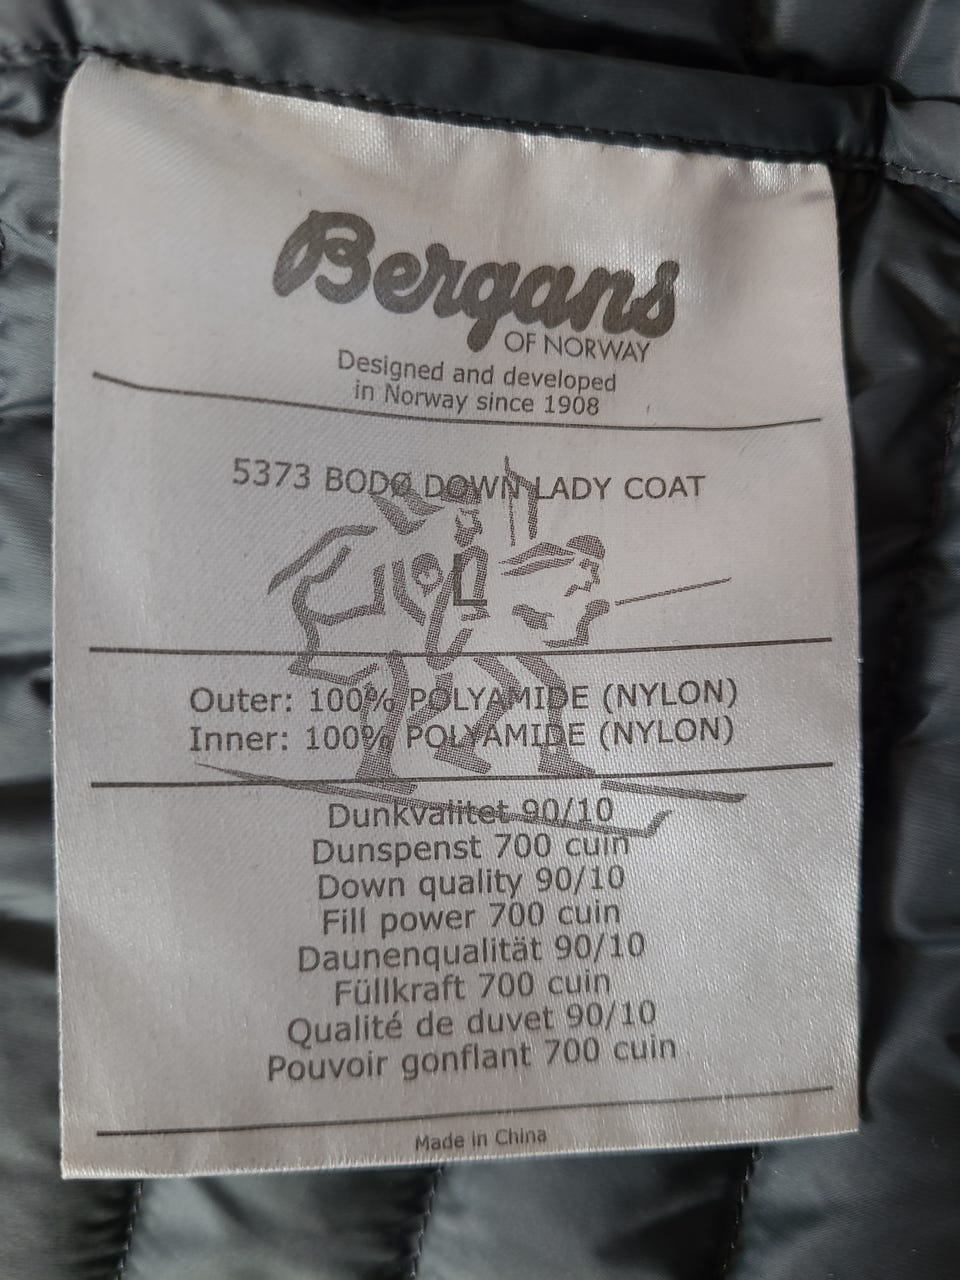 Bergans
OF NORWAY
Designed and developed
in Norway since 1908
5373 BODØ DOWN LADY COAT
L
Outer: 100% POLYAMIDE (NYLON)
Inner: 100% POLYAMIDE (NYLON)
Dunkvalitet 90/10
Dunspenst 700 cuin
Down quality 90/10
Fill power 700 cuin
Daunenqualität 90/10
Füllkraft 700 cuin
Qualité de duvet 90/10
Pouvoir gonflant 700 cuin
Made in China